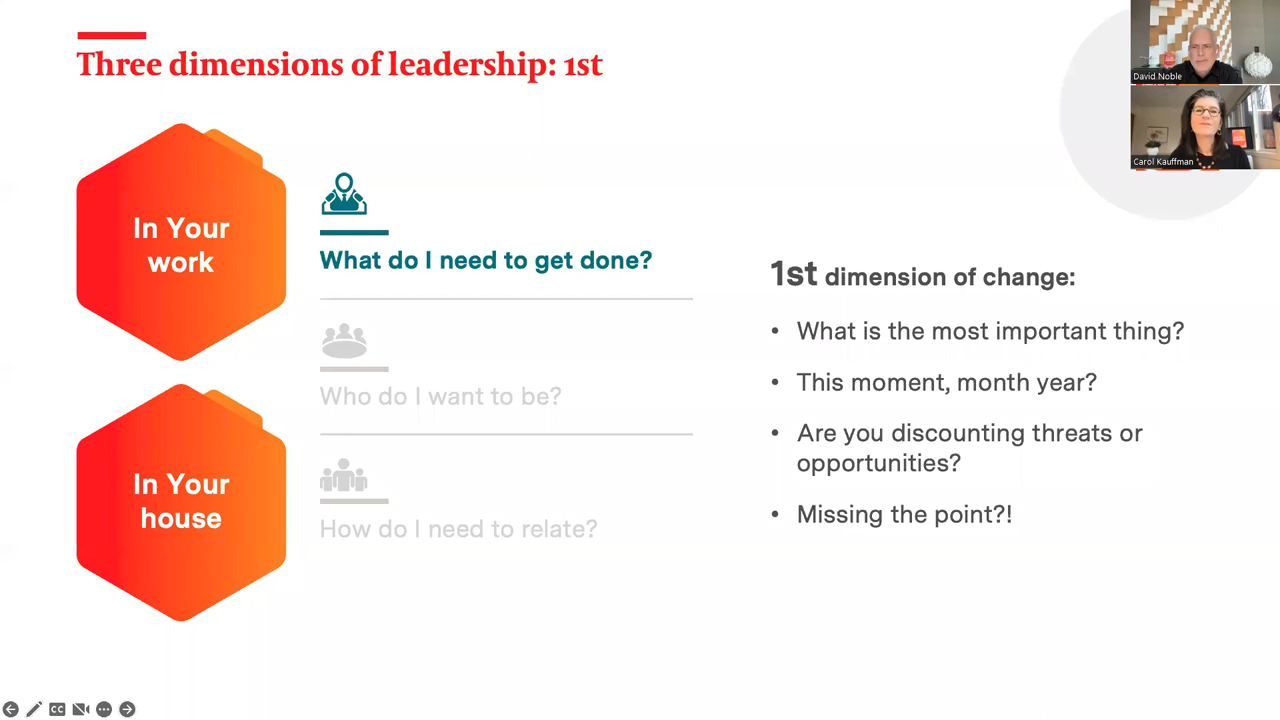 Three dimensions of leadership: 1st
In Your
work
In Your
house
What do I need to get done?
Who do I want to be?
How do I need to relate?
1st dimension of change:
• What is the most important thing?
• This moment, month year?
• Are you discounting threats or
opportunities?
• Missing the point?!
David Noble
Carol Kauffman
CC